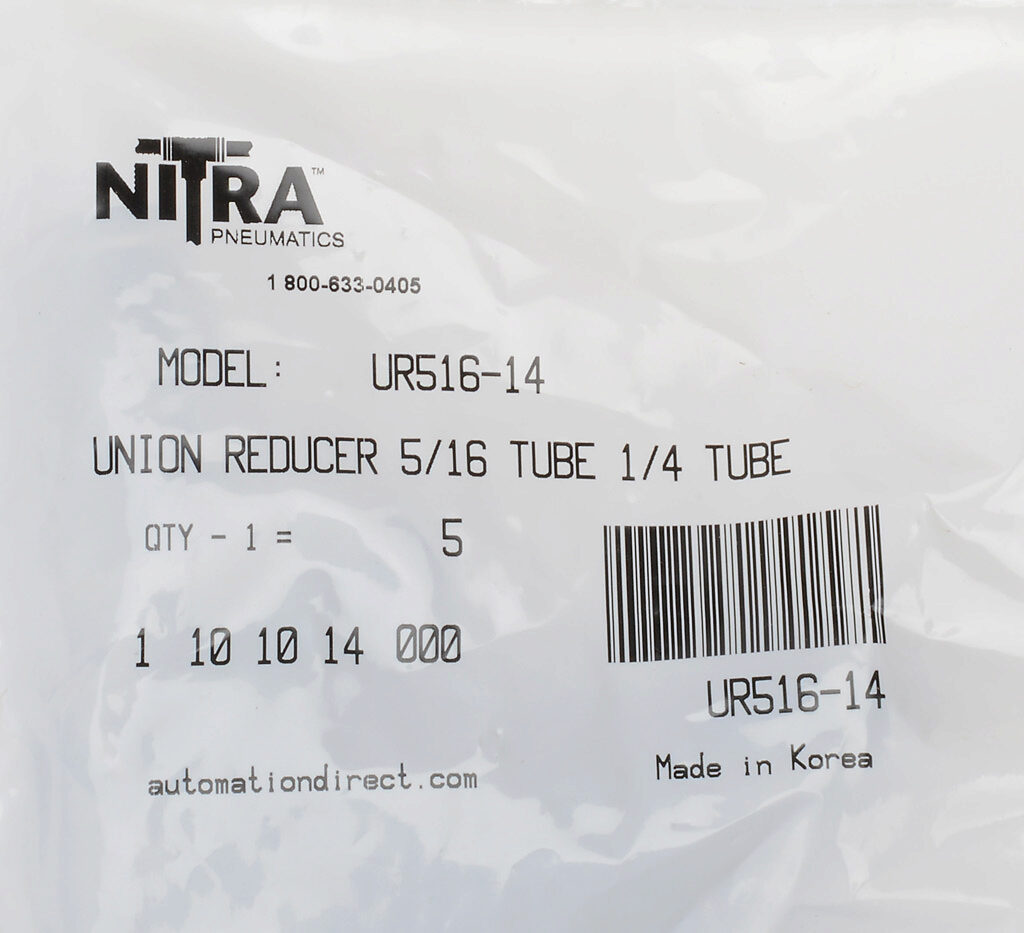 NITRA™
PNEUMATICS
1 800-633-0405
MODEL: UR516-14
UNION REDUCER 5/16 TUBE 1/4 TUBE
QTY - 1 = 5
1 10 10 14 000
UR516-14
automationdirect.com
Made in Korea